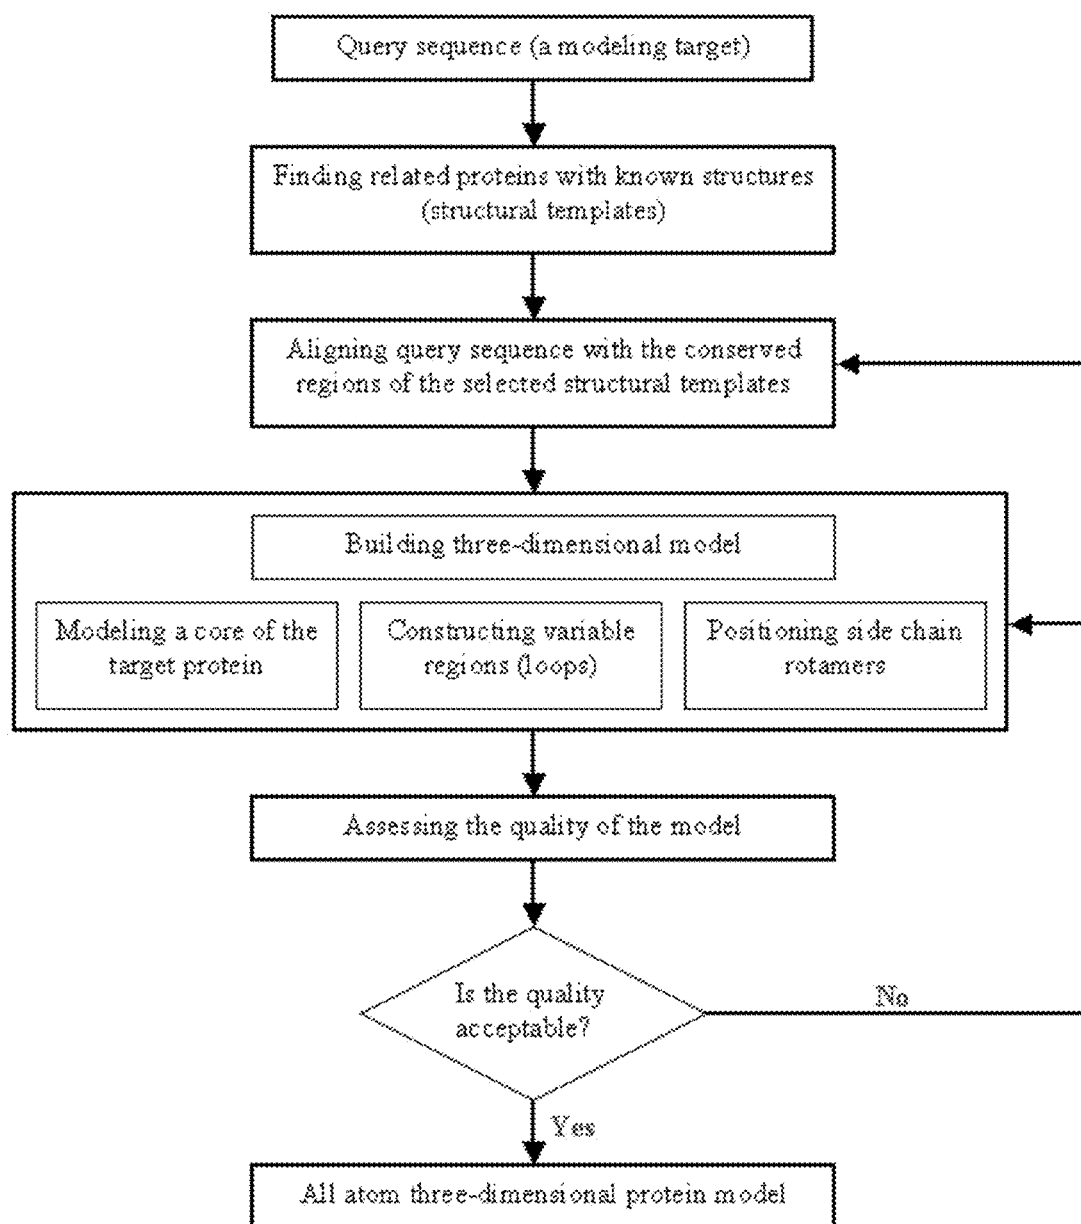 Query sequence (a modeling target)
Finding related proteins with known structures
(structural templates)
Aligning query sequence with the conserved
regions of the selected structural templates
Building three-dimensional model
Modeling a core of the
target protein
Constructing variable
regions (loops)
Positioning side chain
rotamers
Assessing the quality of the model
Is the quality
acceptable?
No
Yes
All atom three-dimensional protein model